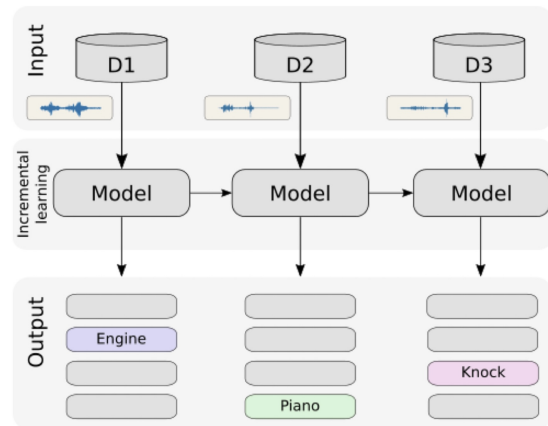 Input
D1
D2
D3
Incremental
learning
Model
Model
Model
Output
Engine
Knock
Piano